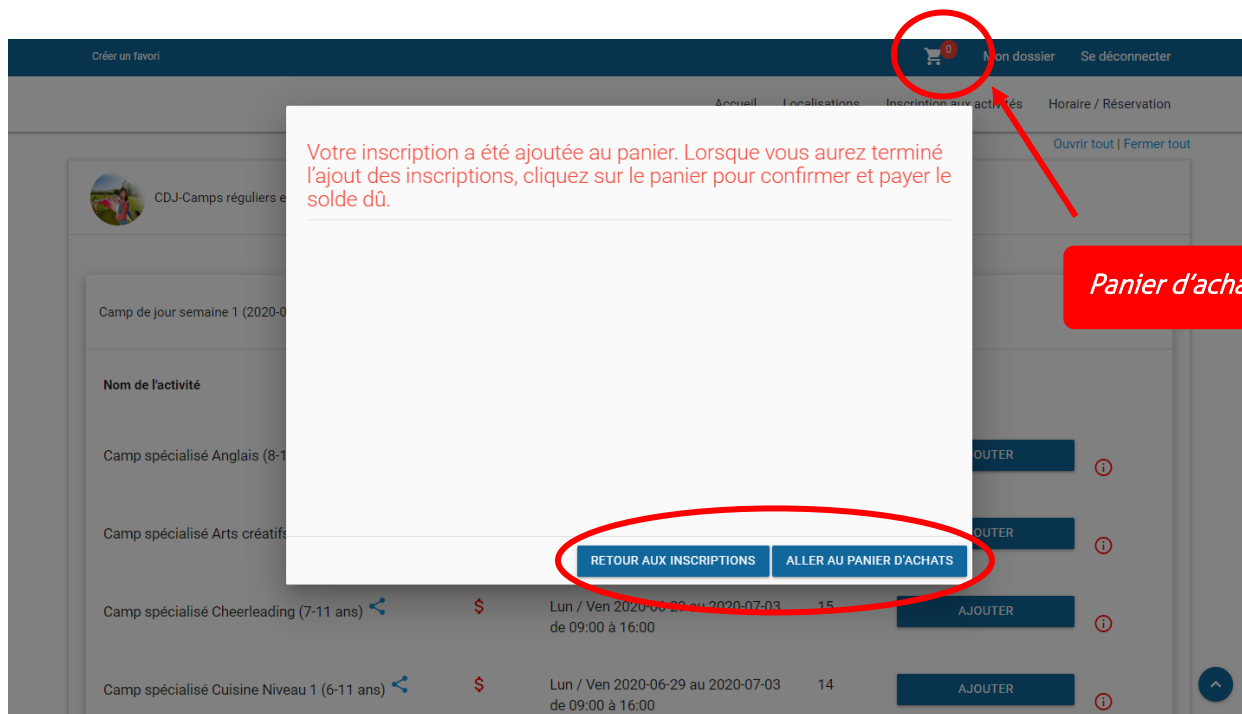 Créer un favori
0
Mon dossier
Se déconnecter
Accueil
Localisations
Inscription aux activités
Horaire / Réservation
Ouvrir tout | Fermer tout
Votre inscription a été ajoutée au panier. Lorsque vous aurez terminé
l'ajout des inscriptions, cliquez sur le panier pour confirmer et payer le
solde dû.
CDJ-Camps réguliers e
Panier d'acha
Camp de jour semaine 1 (2020-0
Nom de l'activité
Camp spécialisé Anglais (8-1
OUTER
Camp spécialisé Arts créatifs
OUTER
RETOUR AUX INSCRIPTIONS
ALLER AU PANIER D'ACHATS
Camp spécialisé Cheerleading (7-11 ans)
$
Lun / Ven 2020-06-29 au 2020-07-03
de 09:00 à 16:00
15
AJOUTER
Camp spécialisé Cuisine Niveau 1 (6-11 ans)
$
Lun / Ven 2020-06-29 au 2020-07-03
de 09:00 à 16:00
14
AJOUTER